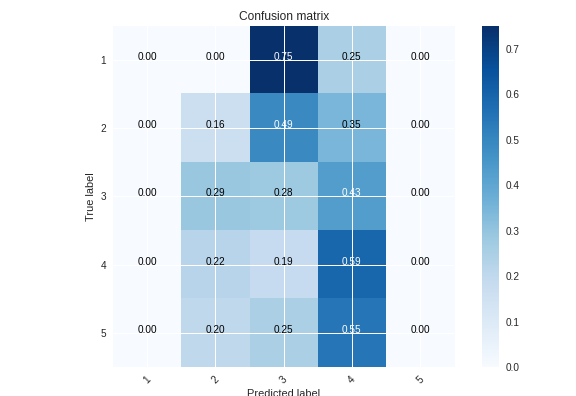 Confusion matrix
1 0.00 0.00 0.75 0.25 0.00
2 0.00 0.16 0.49 0.35 0.00
3 0.00 0.29 0.28 0.43 0.00
4 0.00 0.22 0.19 0.59 0.00
5 0.00 0.20 0.25 0.55 0.00
1 2 3 4 5
True label
Predicted label
0.7
0.6
0.5
0.4
0.3
0.2
0.1
0.0